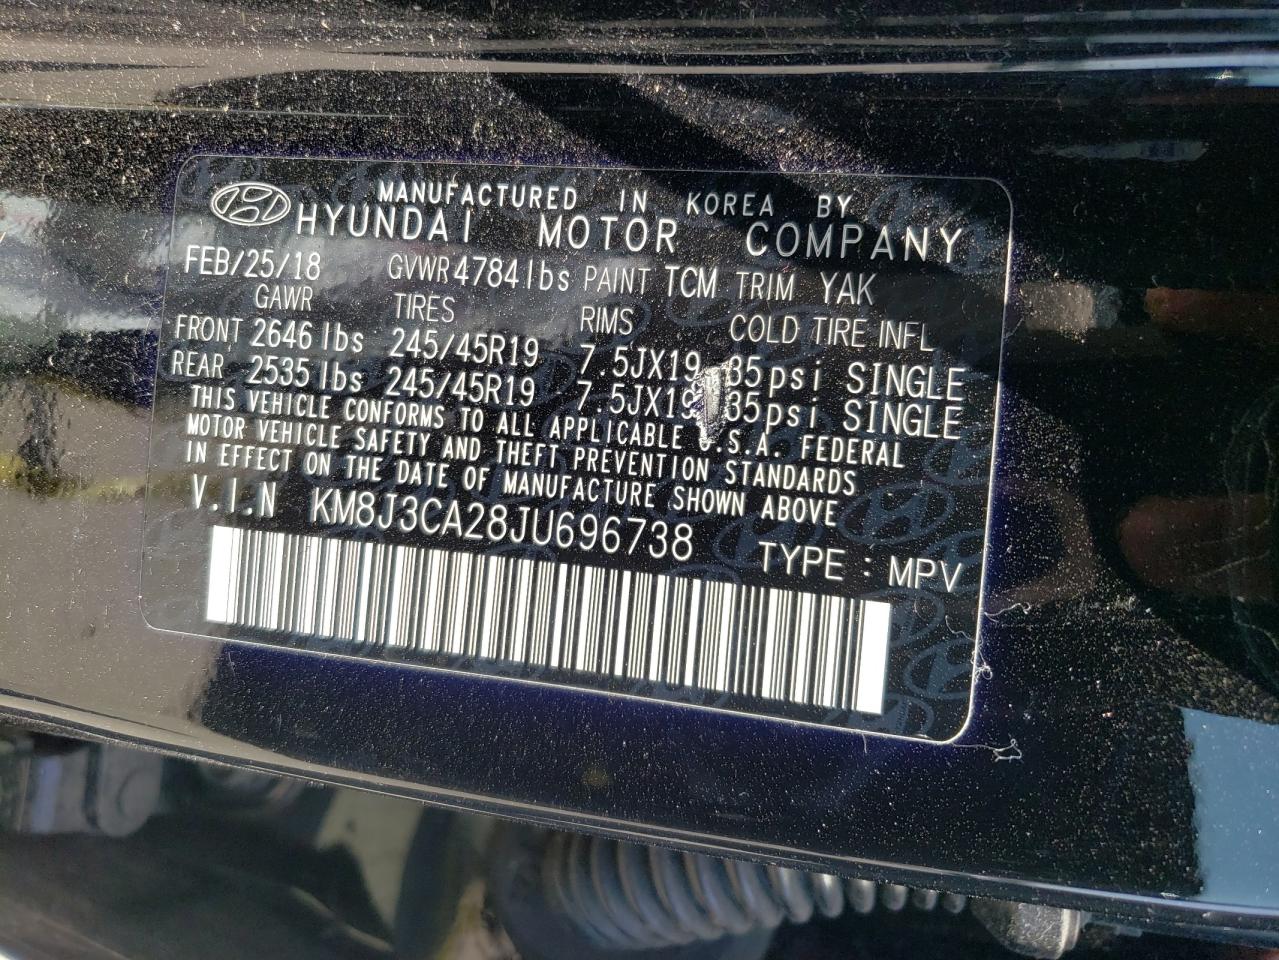 MANUFACTURED IN KOREA BY
HYUNDAI MOTOR COMPANY
FEB/25/18 GVWR 4784 lbs PAINT TCM TRIM YAK
GAWR TIRES RIMS COLD TIRE INFL
FRONT 2646 lbs 245/45R19 7.5JX19 35psi SINGLE
REAR 2535 lbs 245/45R19 7.5JX19 35psi SINGLE
THIS VEHICLE CONFORMS TO ALL APPLICABLE U.S.A. FEDERAL
MOTOR VEHICLE SAFETY AND THEFT PREVENTION STANDARDS
IN EFFECT ON THE DATE OF MANUFACTURE SHOWN ABOVE
V.I.N KM8J3CA28JU696738 TYPE : MPV